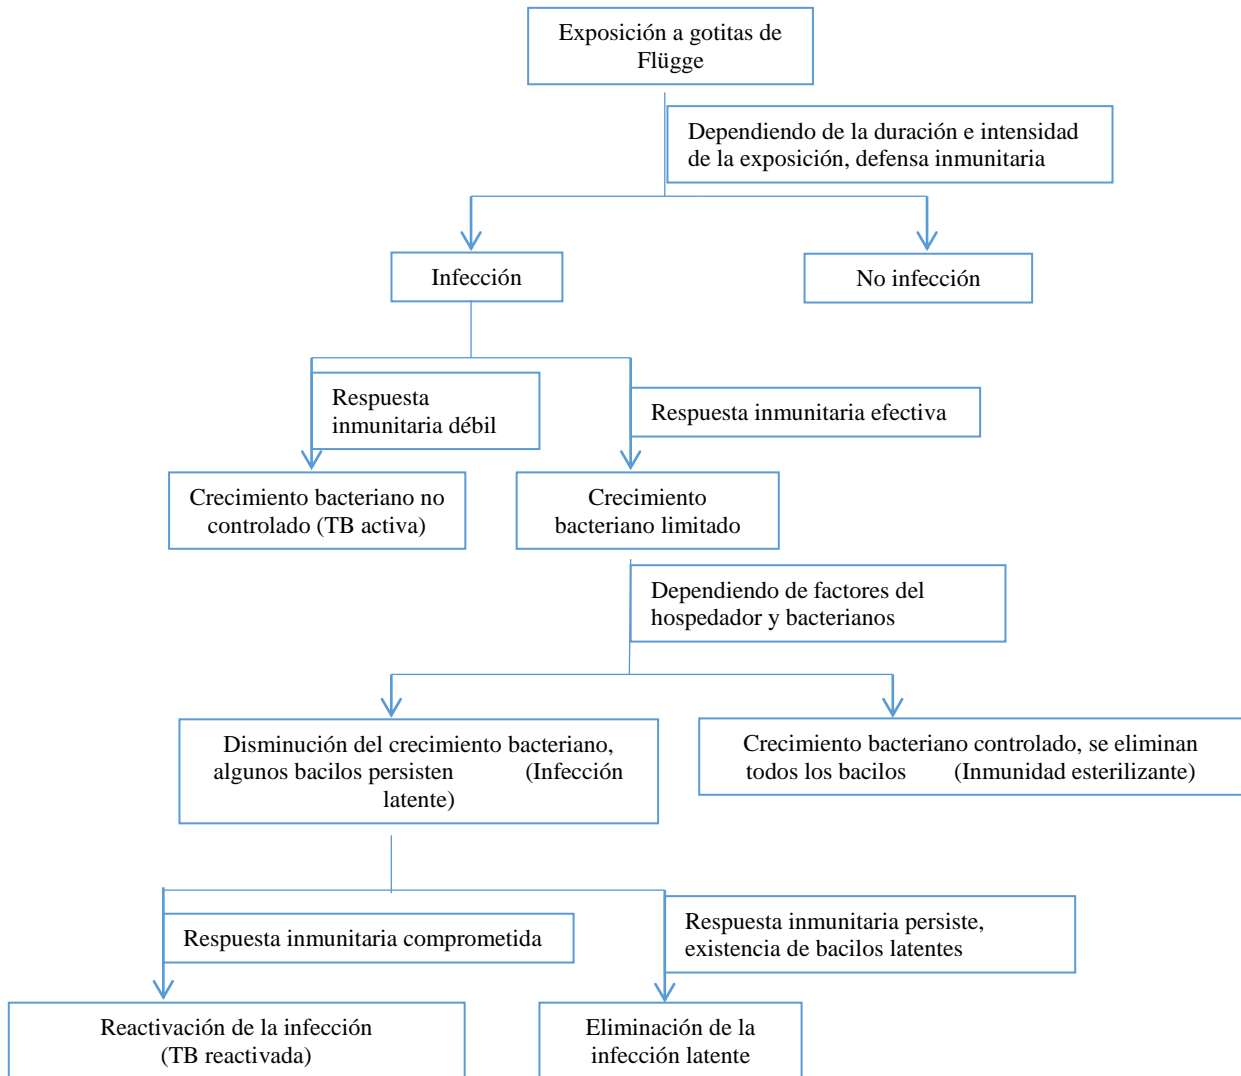 Exposición a gotitas de
Flügge
Dependiendo de la duración e intensidad
de la exposición, defensa inmunitaria
Infección
No infección
Respuesta
inmunitaria débil
Respuesta inmunitaria efectiva
Crecimiento bacteriano no
controlado (TB activa)
Crecimiento
bacteriano limitado
Dependiendo de factores del
hospedador y bacterianos
Disminución del crecimiento bacteriano,
algunos bacilos persisten (Infección
latente)
Crecimiento bacteriano controlado, se eliminan
todos los bacilos (Inmunidad esterilizante)
Respuesta inmunitaria comprometida
Respuesta inmunitaria persiste,
existencia de bacilos latentes
Reactivación de la infección
(TB reactivada)
Eliminación de la
infección latente